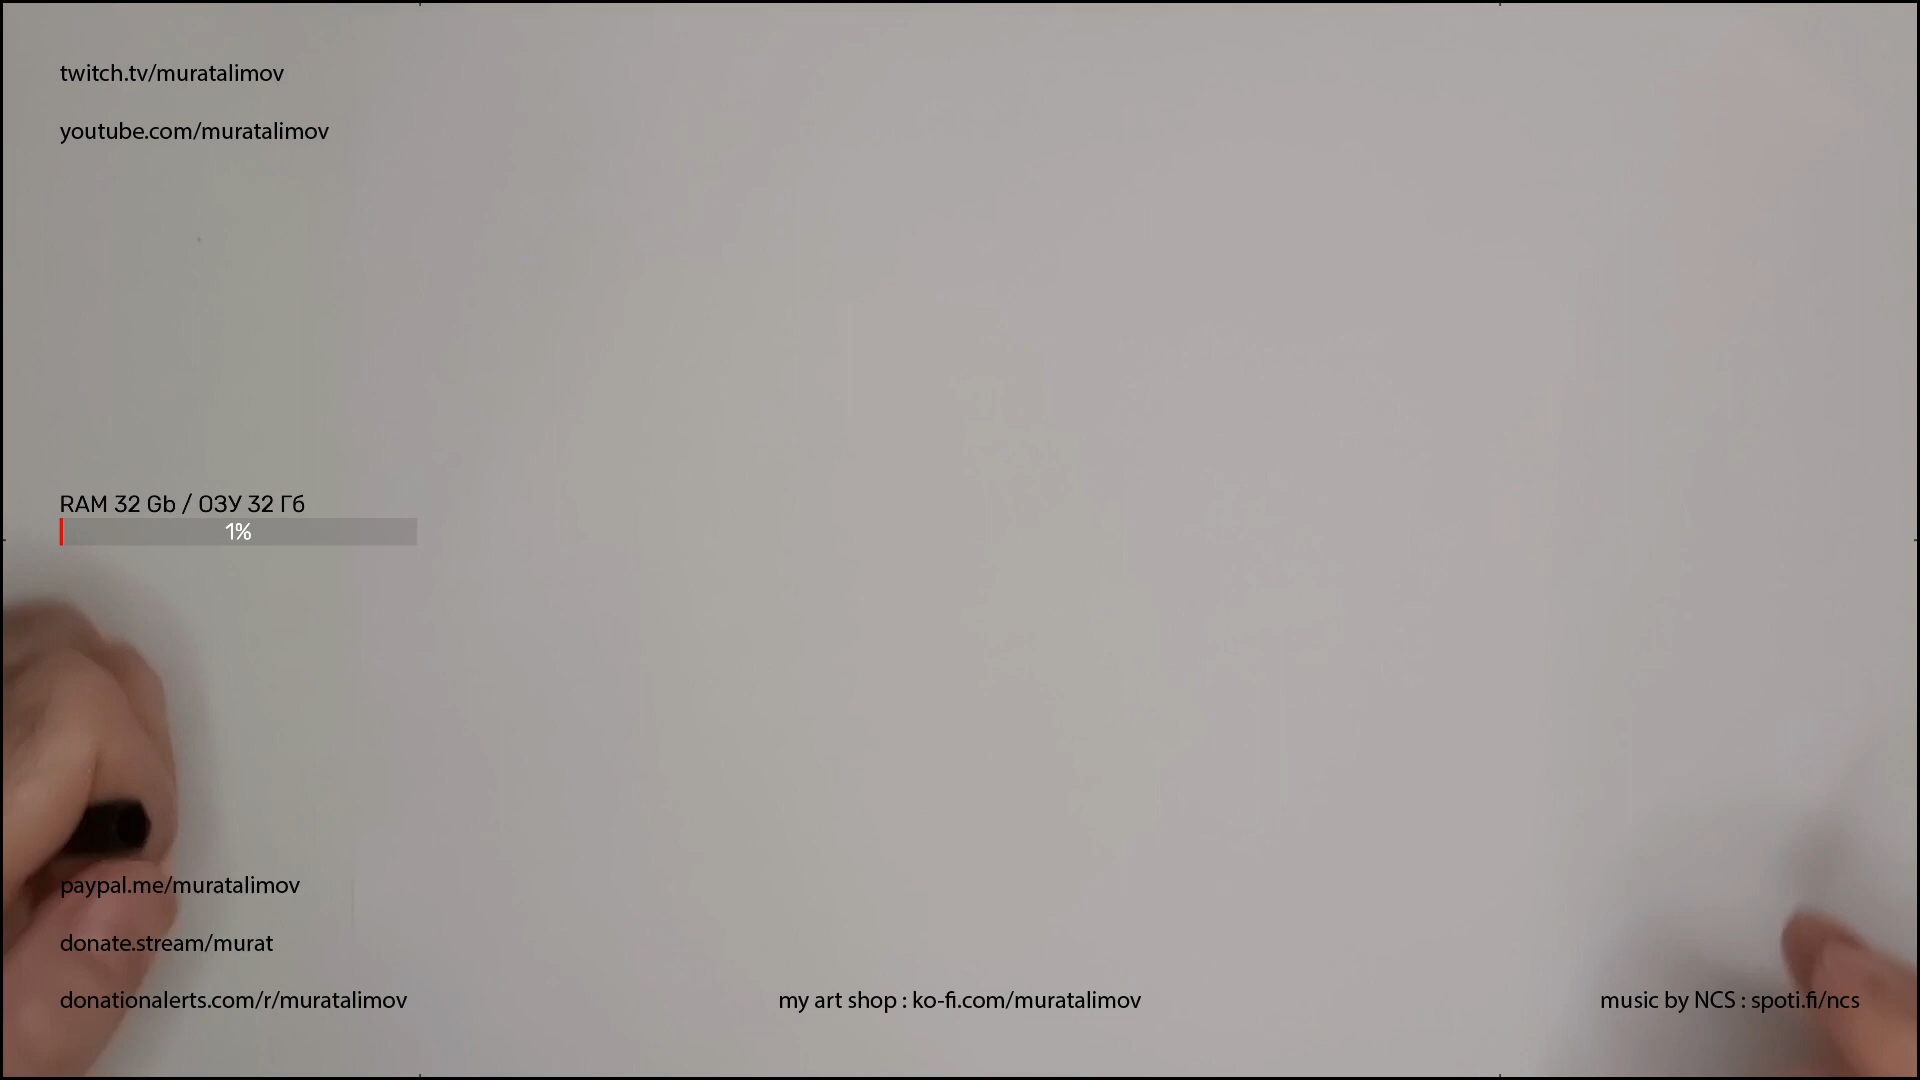 twitch.tv/muratalimov
youtube.com/muratalimov
RAM 32 Gb / ОЗУ 32 Гб
1%
paypal.me/muratalimov
donate.stream/murat
donationalerts.com/r/muratalimov
my art shop : ko-fi.com/muratalimov
music by NCS : spoti.fi/ncs